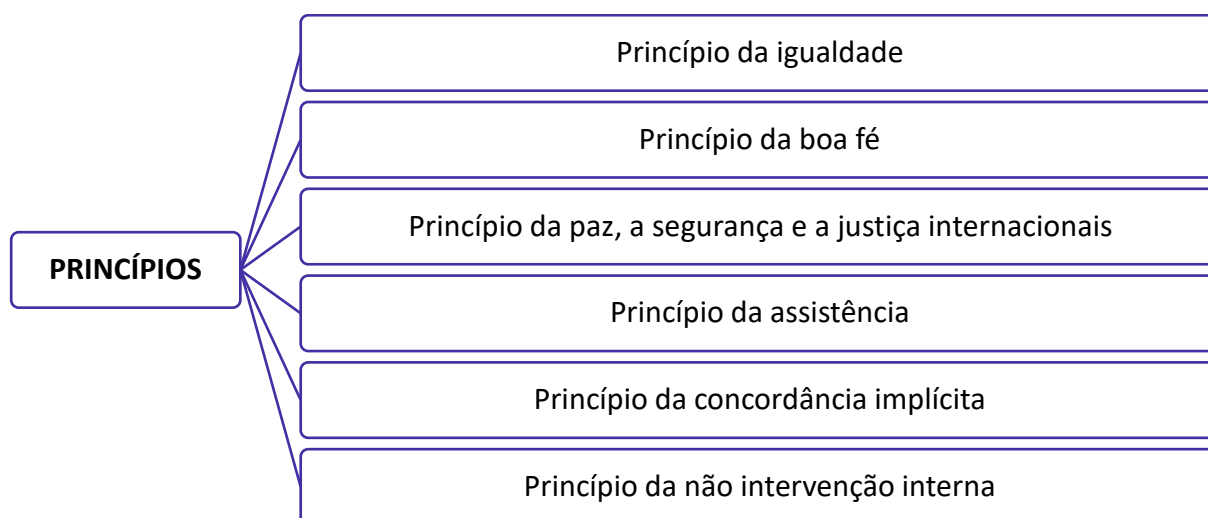 Princípio da igualdade
Princípio da boa fé
Princípio da paz, a segurança e a justiça internacionais
PRINCÍPIOS
Princípio da assistência
Princípio da concordância implícita
Princípio da não intervenção interna